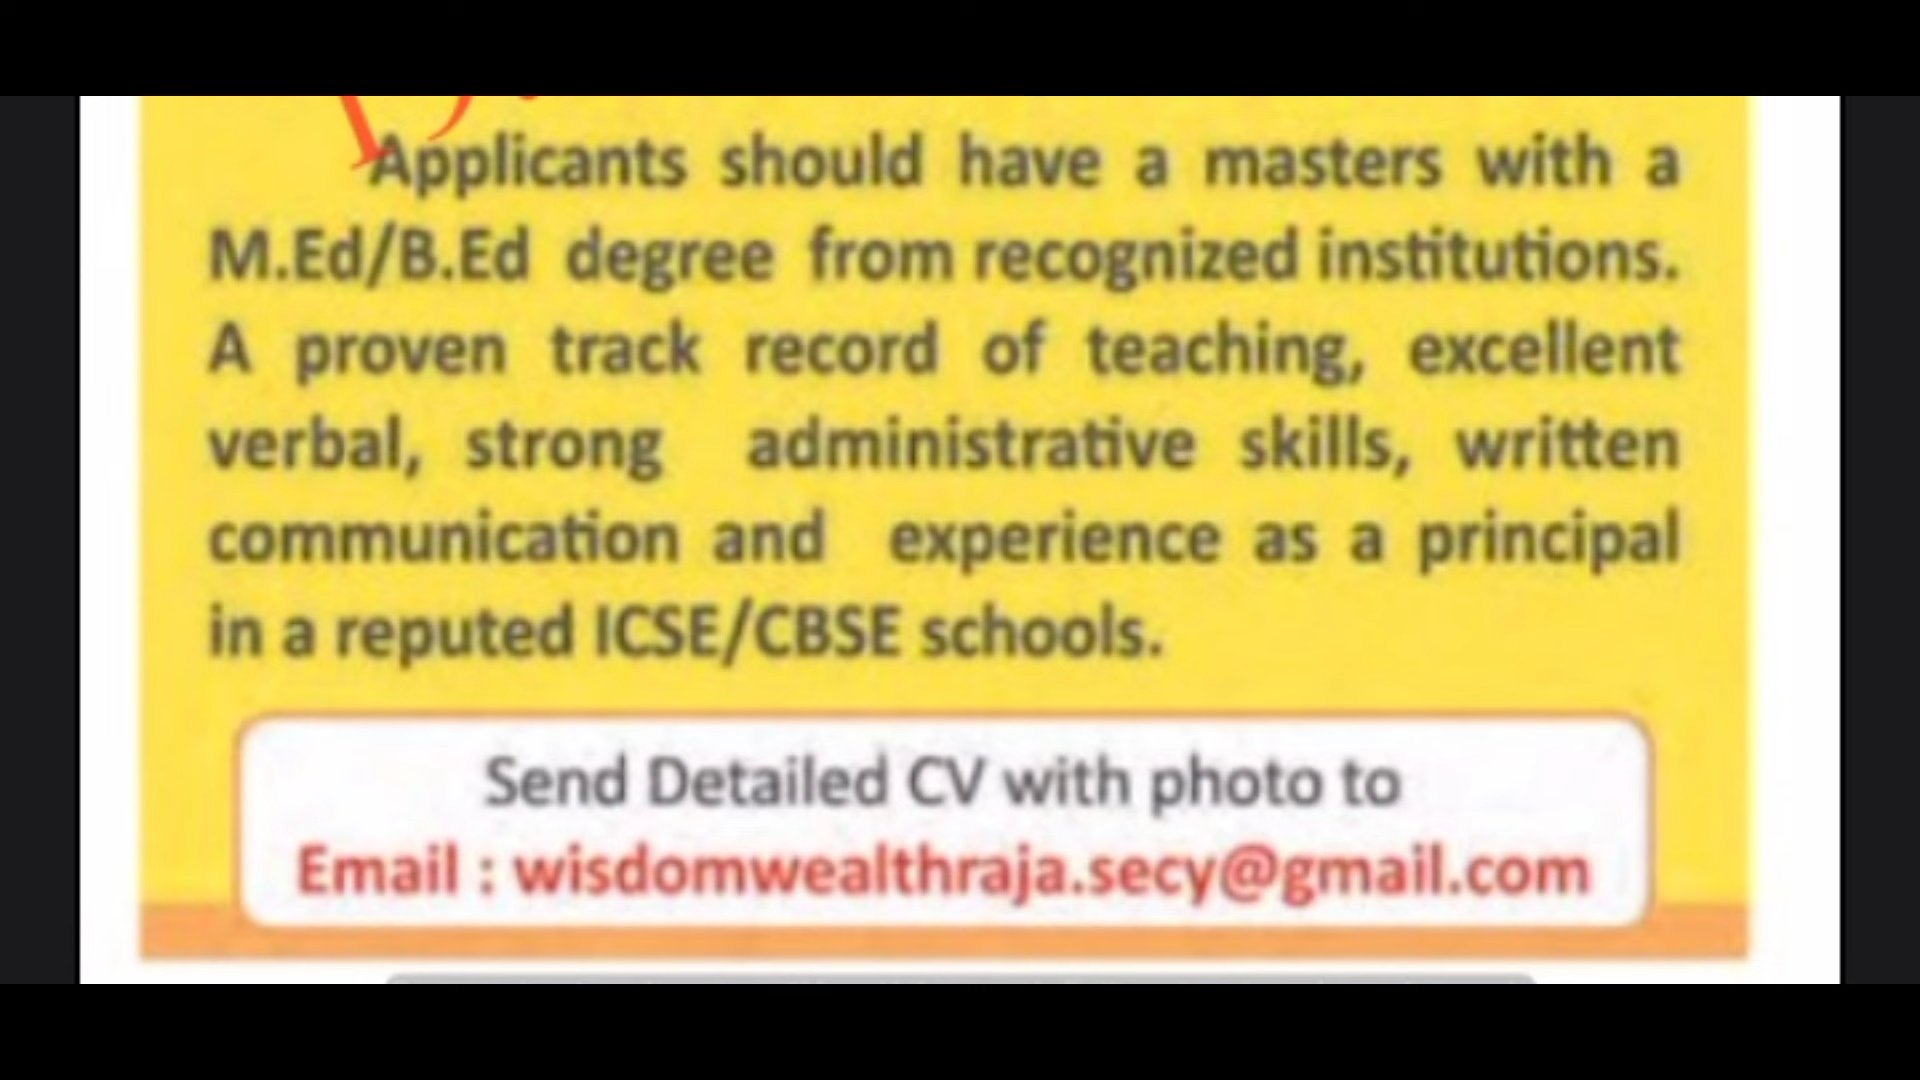 Applicants should have a masters with a
M.Ed/B.Ed degree from recognized institutions.
A proven track record of teaching, excellent
verbal, strong administrative skills, written
communication and experience as a principal
in a reputed ICSE/CBSE schools.
Send Detailed CV with photo to
Email : wisdomwealthraja.secy@gmail.com